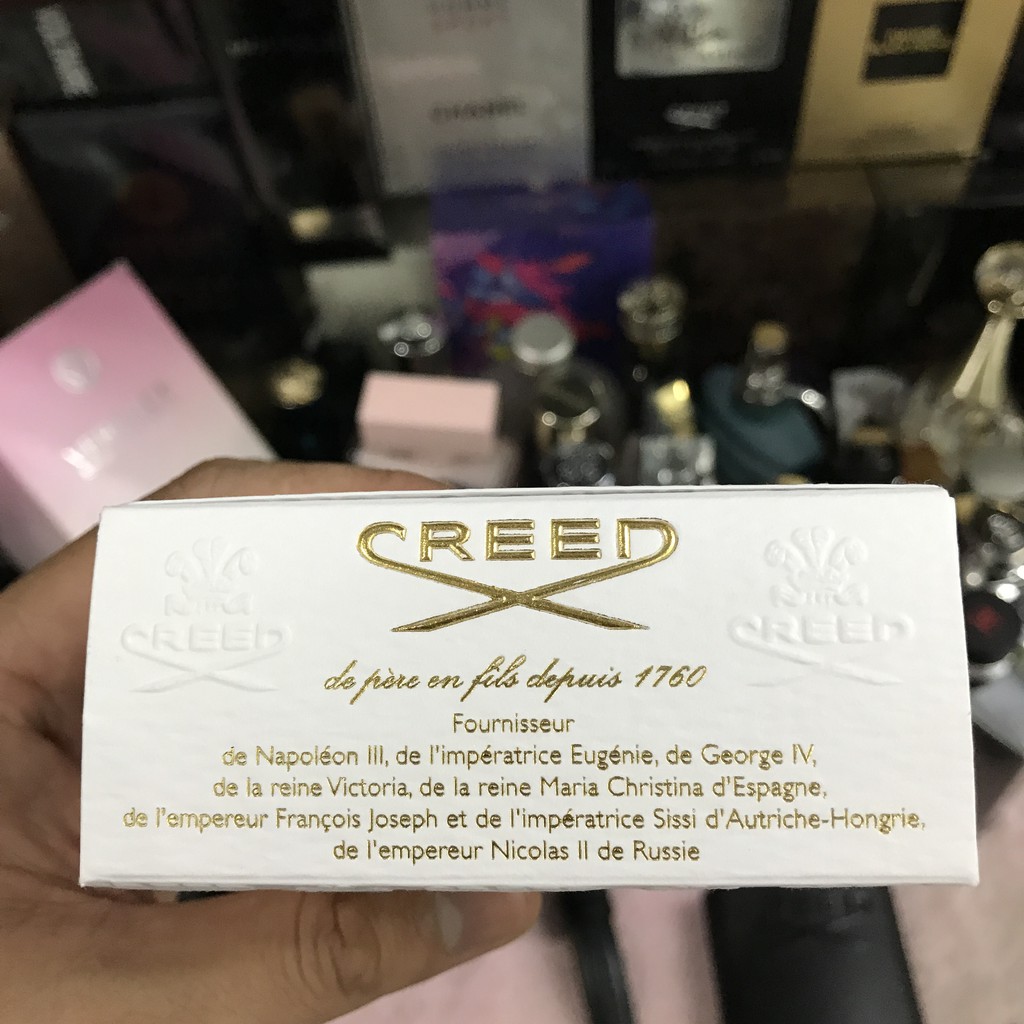 CHANEL
CREED
CREED
CREED
de père en fils depuis 1760
Fournisseur
de Napoléon III, de l'impératrice Eugénie, de George IV,
de la reine Victoria, de la reine Maria Christina d'Espagne,
de l'empereur François Joseph et de l'impératrice Sissi d'Autriche-Hongrie,
de l'empereur Nicolas II de Russie